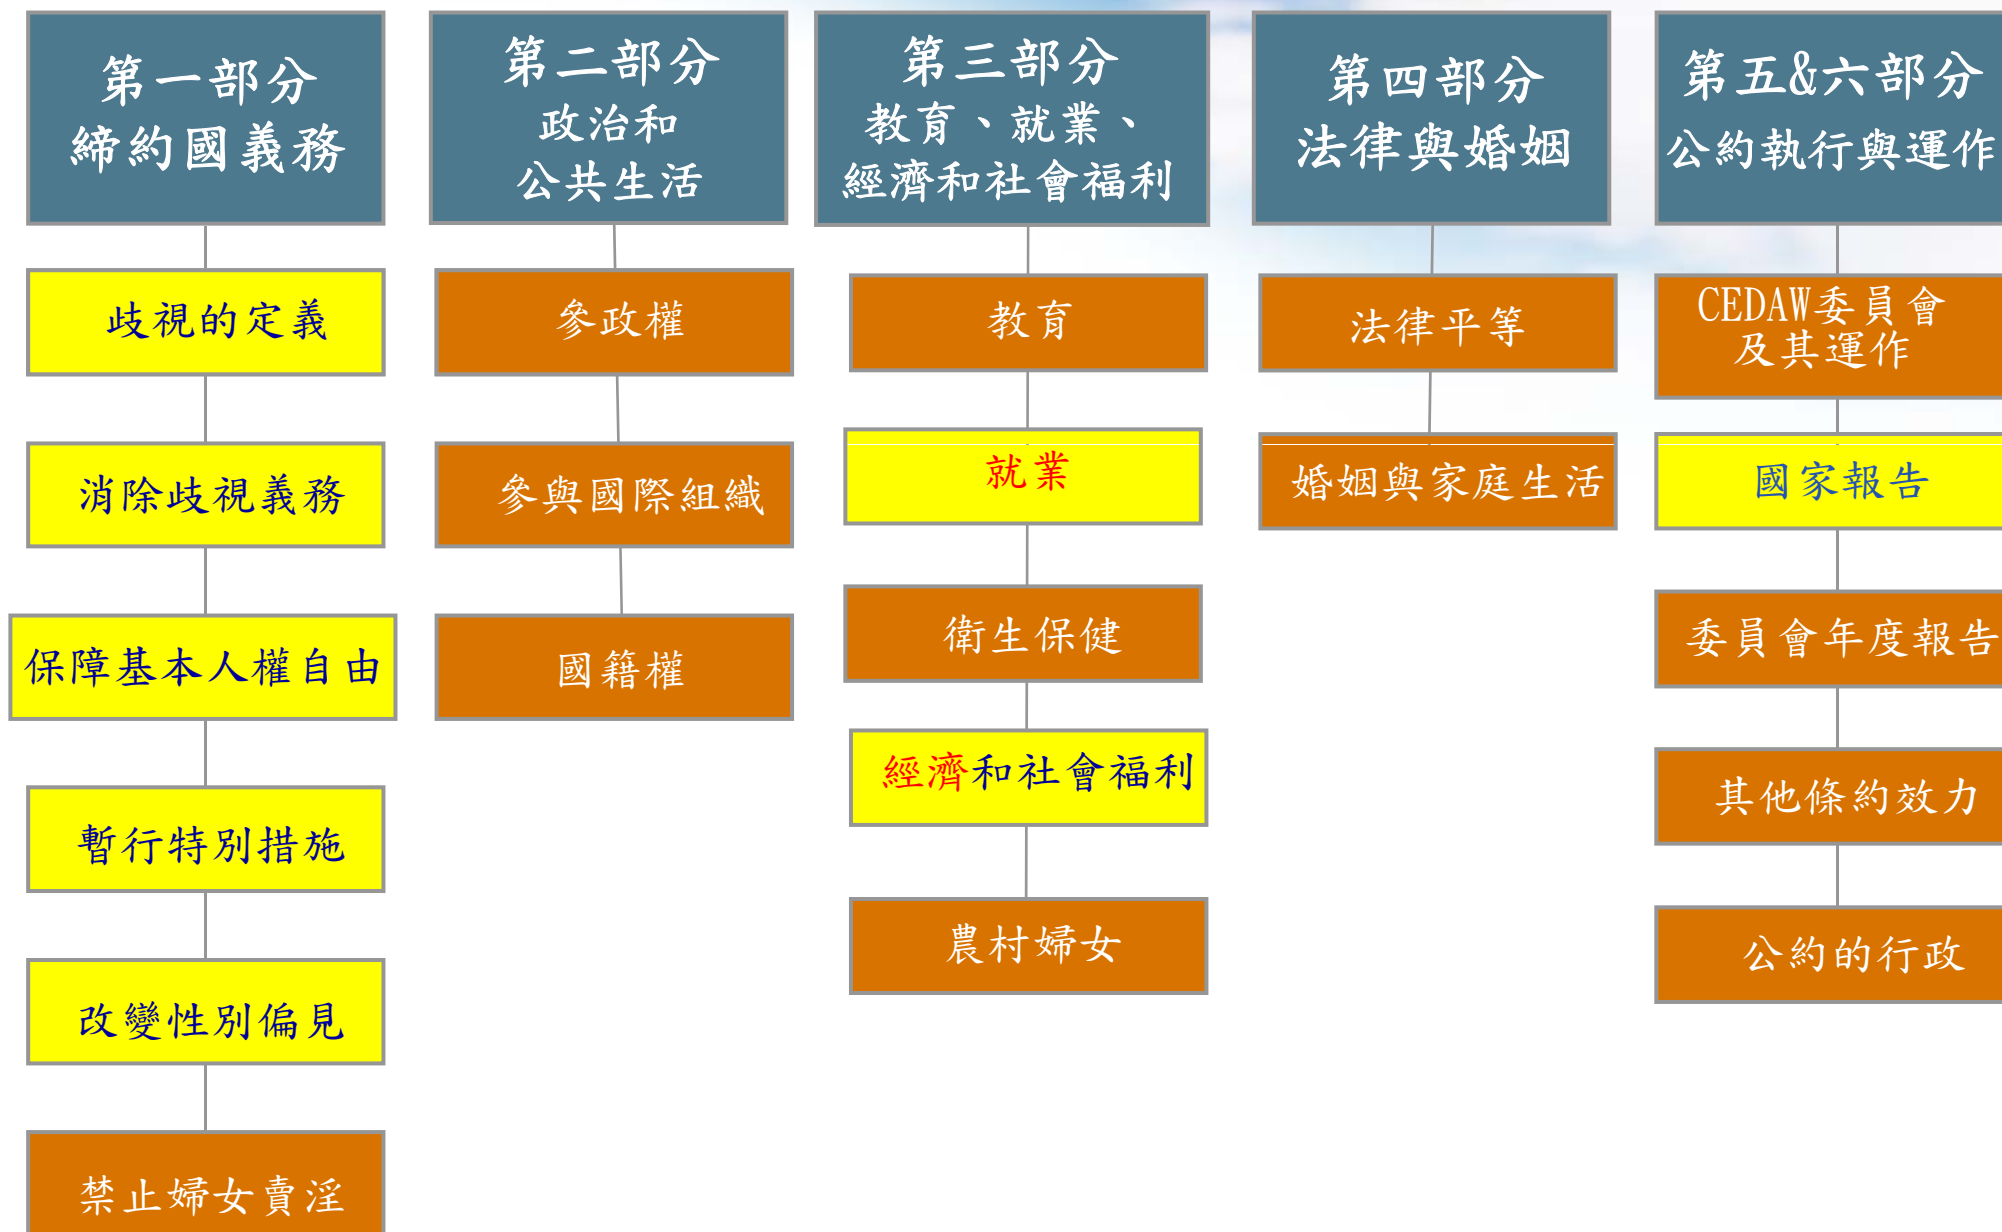 第一部分
締約國義務
歧視的定義
消除歧視義務
保障基本人權自由
暫行特別措施
改變性別偏見
禁止婦女賣淫
第二部分
政治和
公共生活
參政權
參與國際組織
國籍權
第三部分
教育、就業、
經濟和社會福利
教育
就業
衛生保健
經濟和社會福利
農村婦女
第四部分
法律與婚姻
法律平等
婚姻與家庭生活
第五&六部分
公約執行與運作
CEDAW委員會
及其運作
國家報告
委員會年度報告
其他條約效力
公約的行政